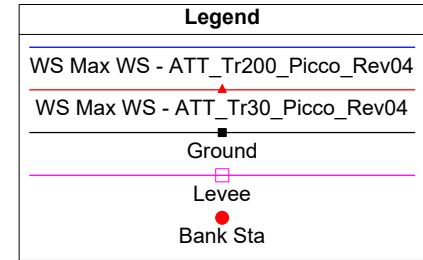 Legend
WS Max WS - ATT_Tr200_Picco_Rev04
WS Max WS - ATT_Tr30_Picco_Rev04
Ground
Levee
Bank Sta